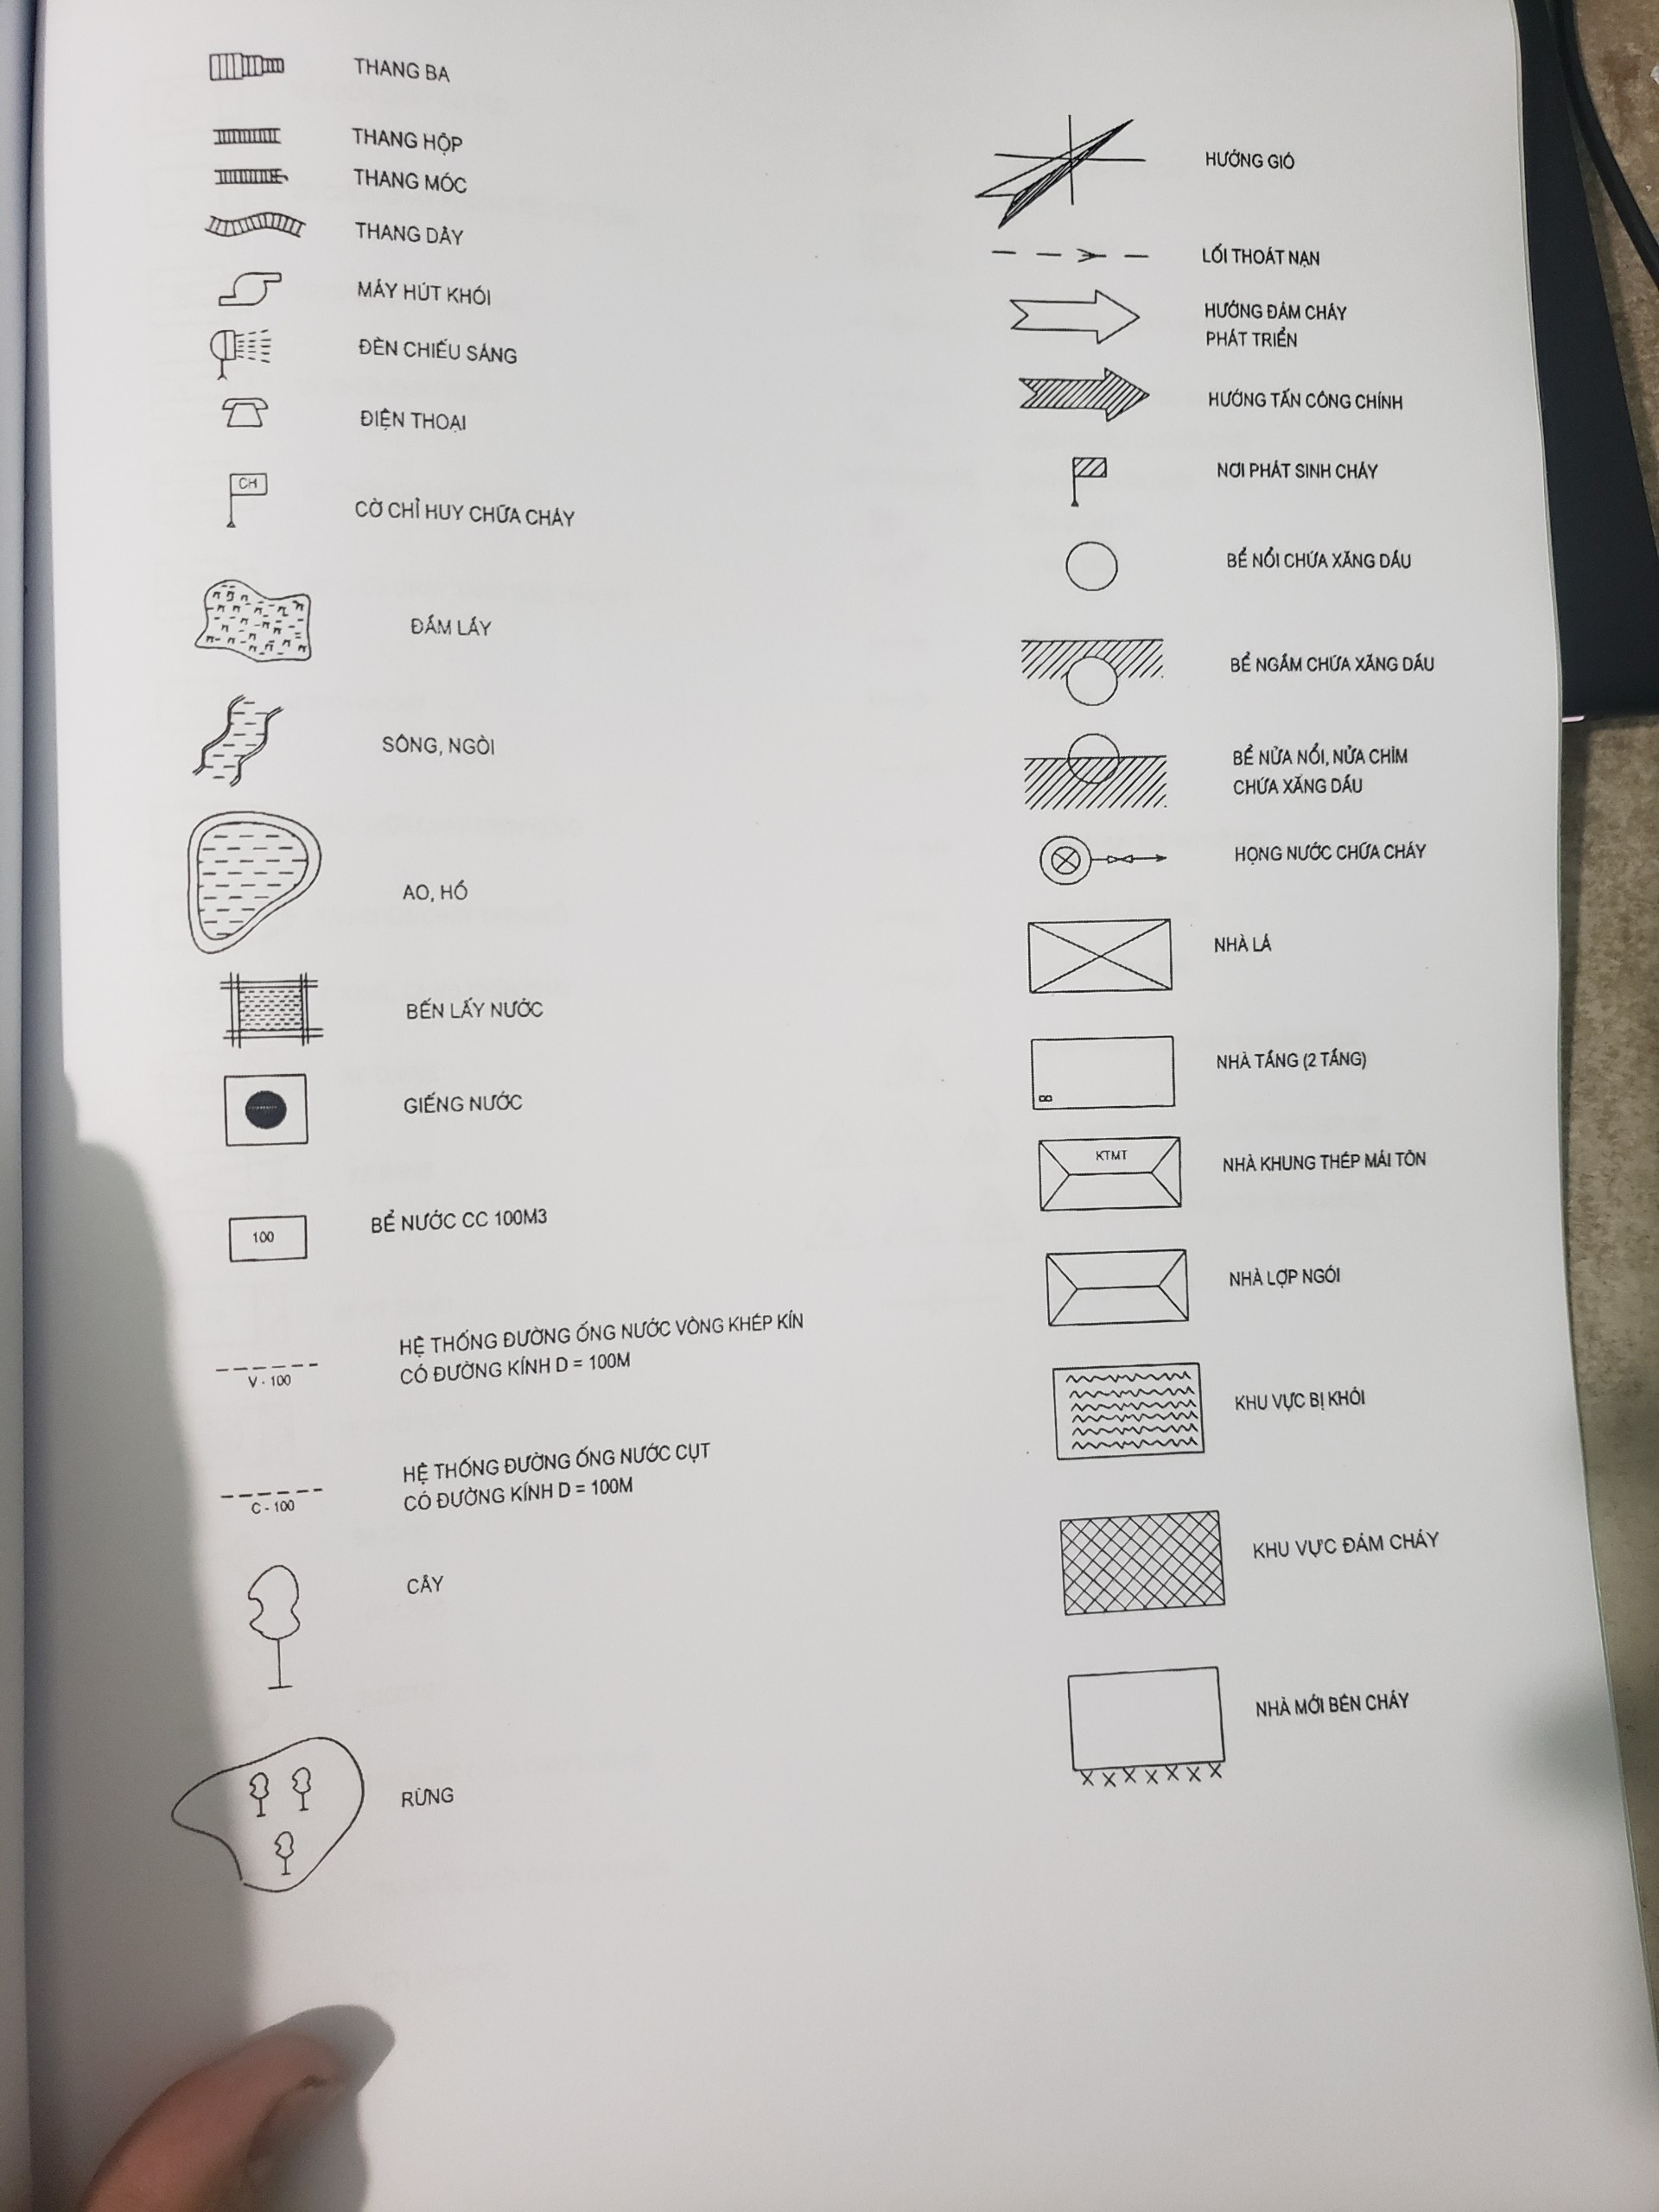 THANG BA
THANG HỘP
THANG MÓC
THANG DÂY
MÁY HÚT KHÓI
ĐÈN CHIẾU SÁNG
ĐIỆN THOẠI
CH
CỜ CHỈ HUY CHỮA CHÁY
ĐẦM LẦY
SÔNG, NGÒI
AO, HỒ
BẾN LẤY NƯỚC
GIẾNG NƯỚC
100
BỂ NƯỚC CC 100M3
HỆ THỐNG ĐƯỜNG ỐNG NƯỚC VÒNG KHÉP KÍN
CÓ ĐƯỜNG KÍNH D = 100M
V - 100
HỆ THỐNG ĐƯỜNG ỐNG NƯỚC CỤT
CÓ ĐƯỜNG KÍNH D = 100M
C - 100
CÂY
RỪNG
HƯỚNG GIÓ
LỐI THOÁT NẠN
HƯỚNG ĐÁM CHÁY
PHÁT TRIỂN
HƯỚNG TẤN CÔNG CHÍNH
NƠI PHÁT SINH CHÁY
BỂ NỔI CHỨA XĂNG DẦU
BỂ NGẦM CHỨA XĂNG DẦU
BỂ NỬA NỔI, NỬA CHÌM
CHỨA XĂNG DẦU
HỌNG NƯỚC CHỮA CHÁY
NHÀ LÁ
NHÀ TẦNG (2 TẦNG)
KTMT
NHÀ KHUNG THÉP MÁI TÔN
NHÀ LỢP NGÓI
KHU VỰC BỊ KHÓI
KHU VỰC ĐÁM CHÁY
NHÀ MỚI BÉN CHÁY